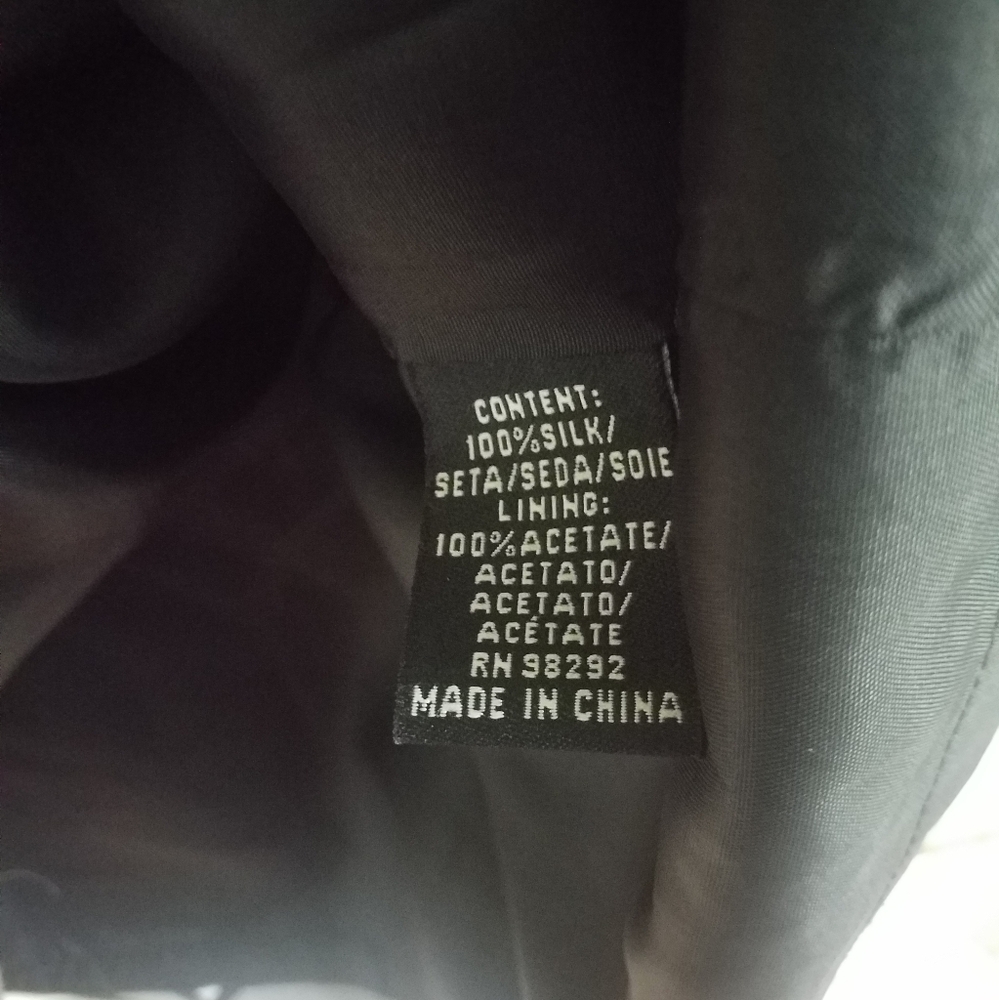 CONTENT:
100%SILK/
SETA/SEDA/SOIE
LINING:
100%ACETATE/
ACETATO/
ACETATO/
ACÉTATE
RN 98292
MADE IN CHINA